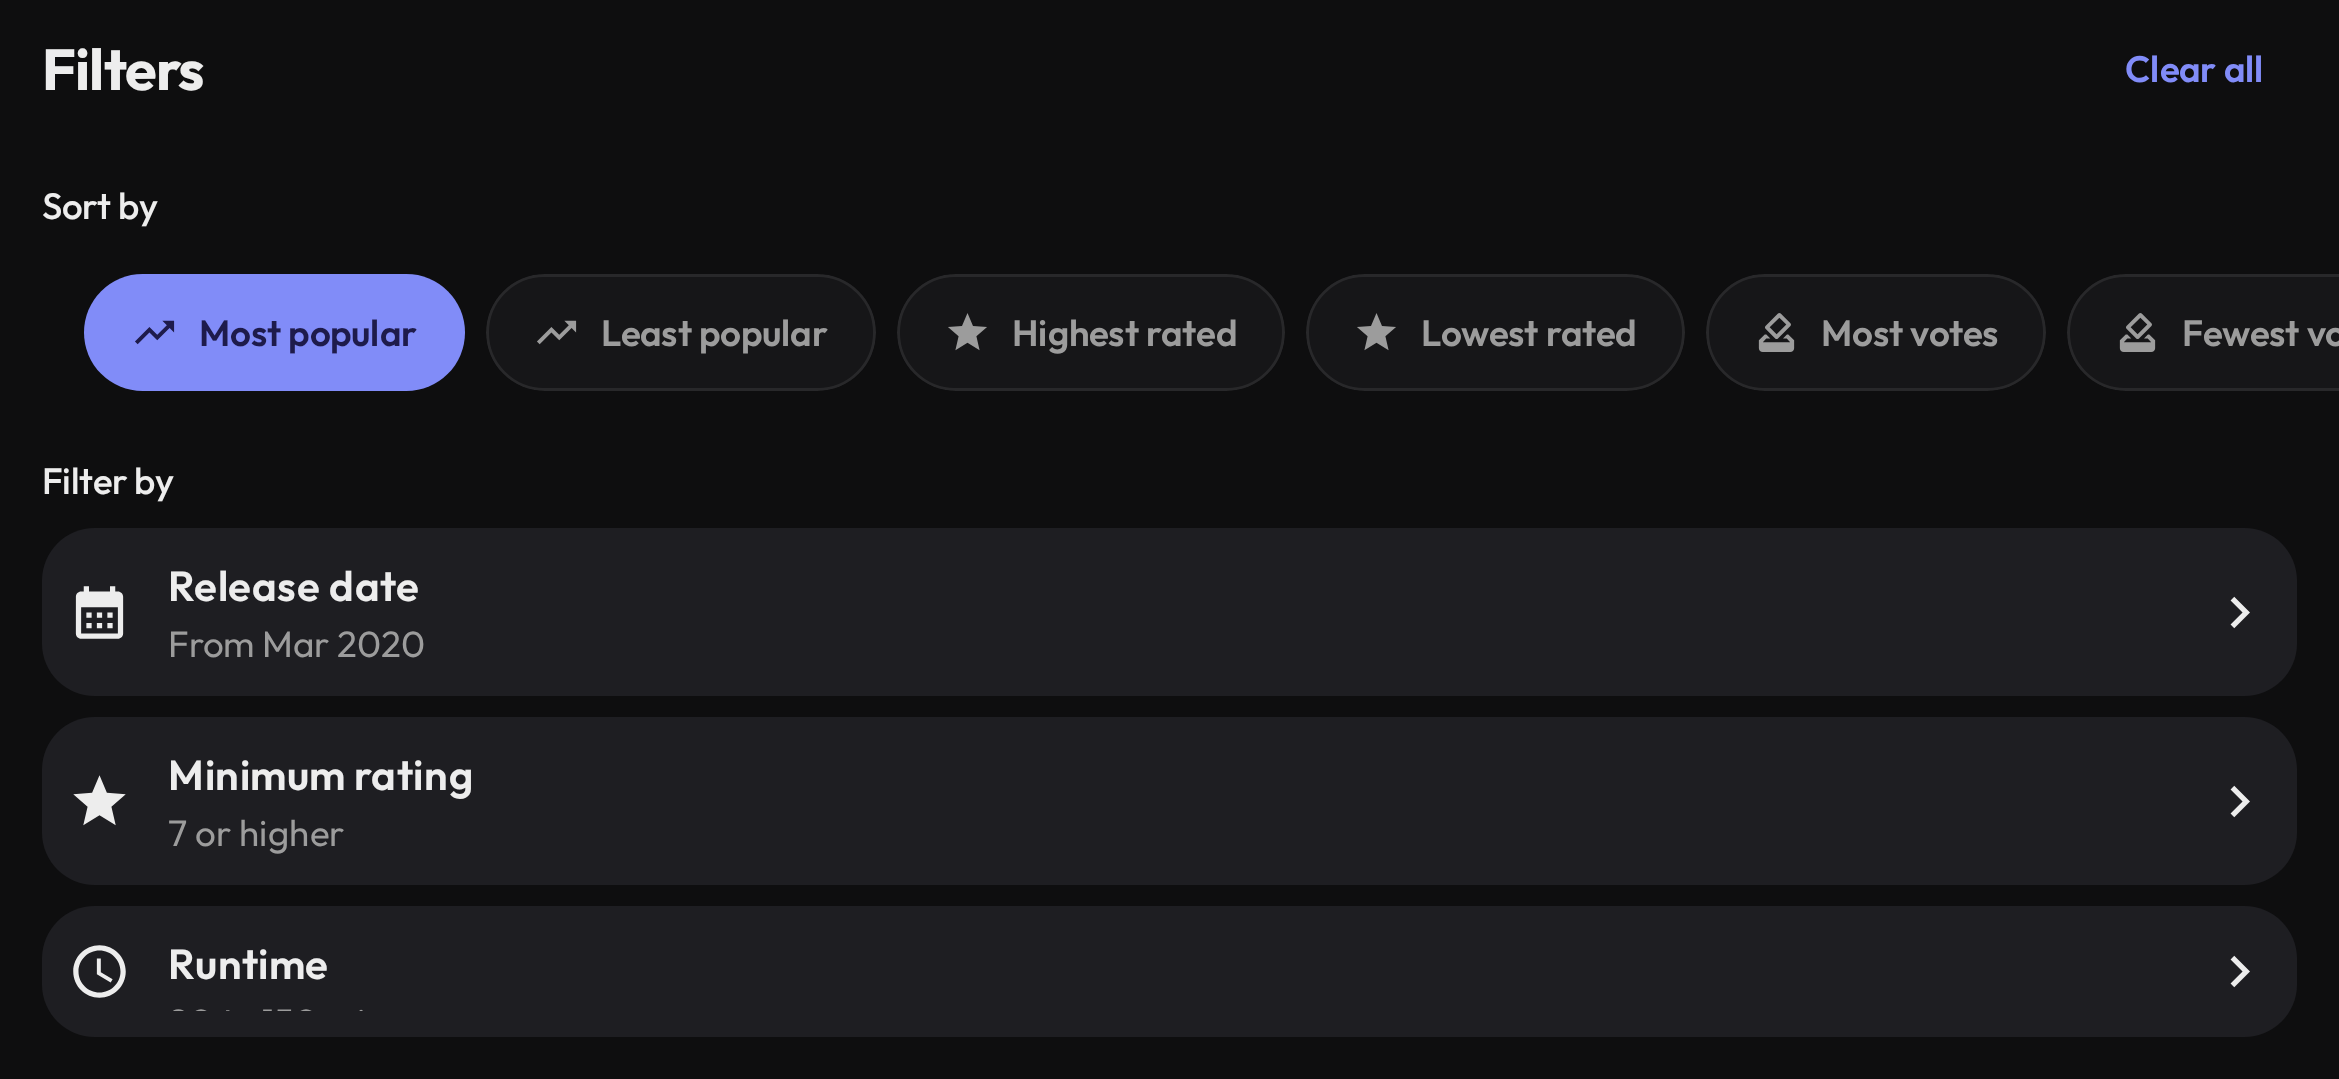 Filters
Clear all
Sort by
Most popular
Least popular
Highest rated
Lowest rated
Most votes
Fewest
Filter by
Release date
From Mar 2020
Minimum rating
7 or higher
Runtime